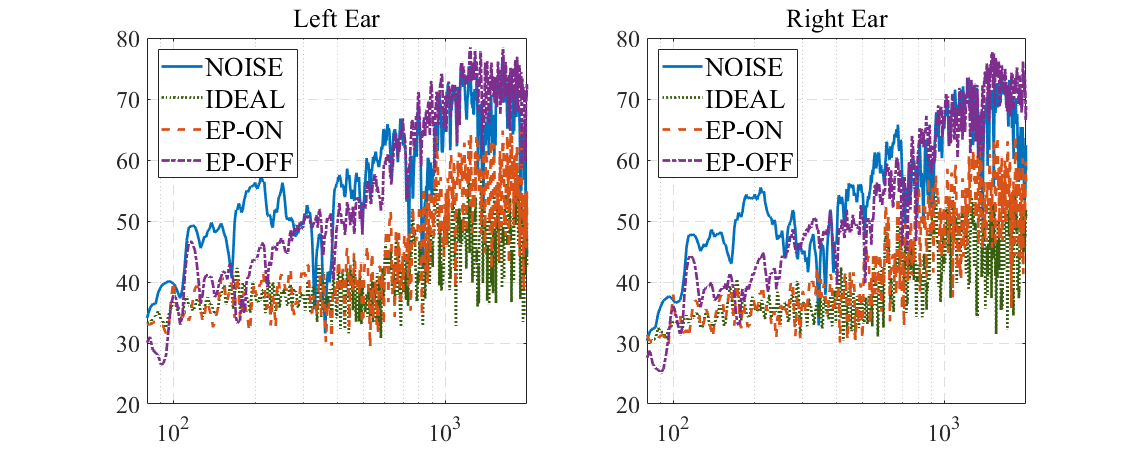 Left Ear
80
70
60
50
40
30
20
10^2
10^3
NOISE
IDEAL
EP-ON
EP-OFF
Right Ear
80
70
60
50
40
30
20
10^2
10^3
NOISE
IDEAL
EP-ON
EP-OFF